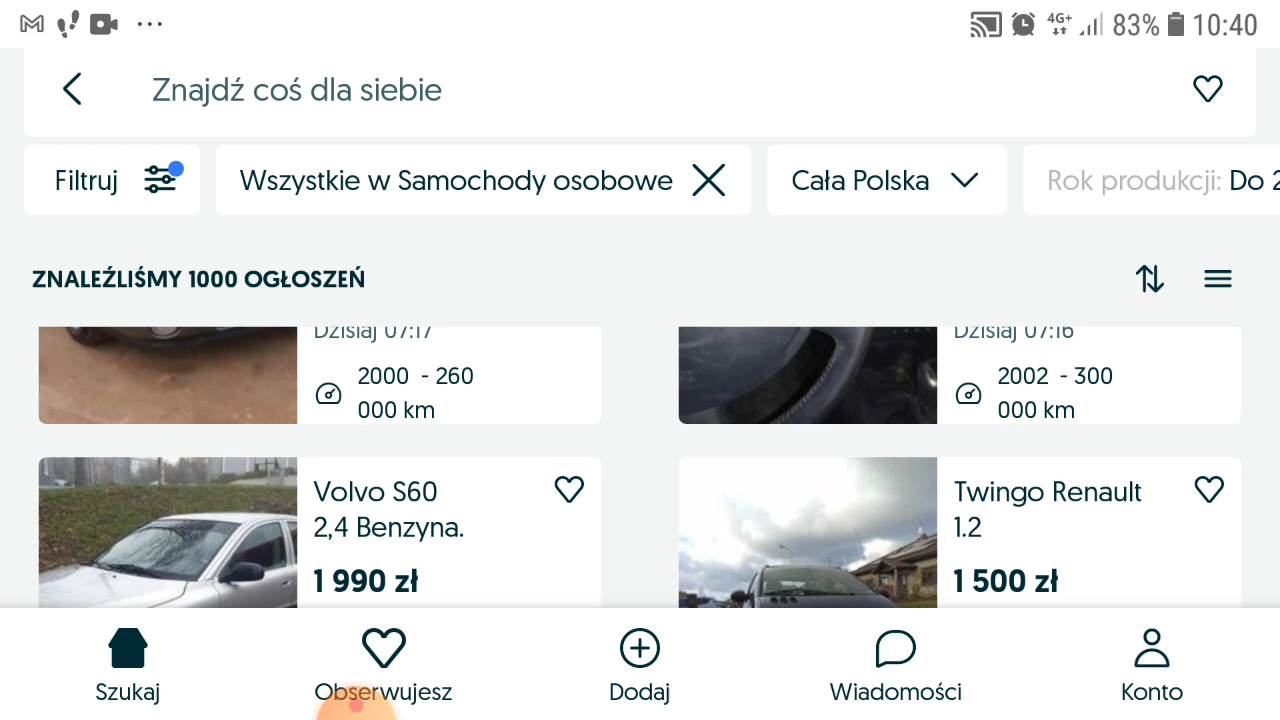 4G+ 83% 10:40
Znajdź coś dla siebie
Filtruj Wszystkie w Samochody osobowe Cała Polska Rok produkcji: Do 2
ZNALEŹLIŚMY 1000 OGŁOSZEŃ
Dzisiaj 07:17
2000 - 260
000 km
Dzisiaj 07:16
2002 - 300
000 km
Volvo S60
2,4 Benzyna.
1 990 zł
Twingo Renault
1.2
1 500 zł
Szukaj Obserwujesz Dodaj Wiadomości Konto